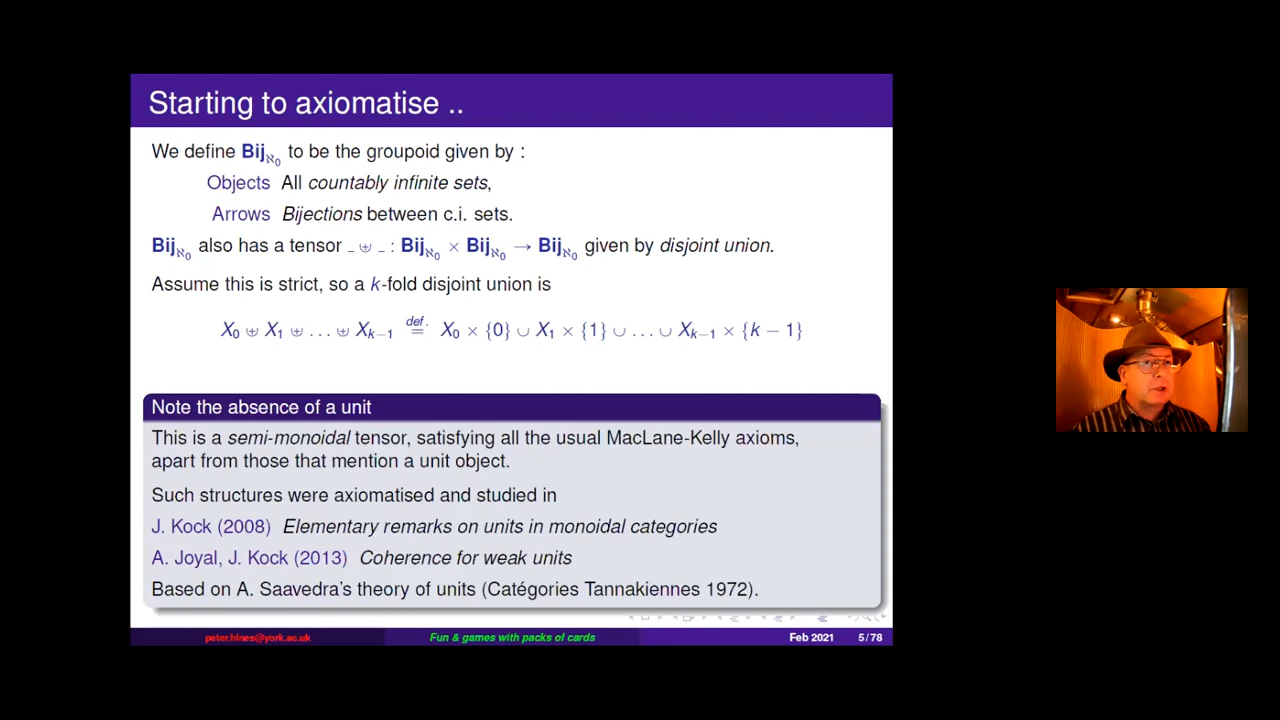 Starting to axiomatise ..
We define Bij_ℵ₀ to be the groupoid given by :
Objects All countably infinite sets,
Arrows Bijections between c.i. sets.
Bij_ℵ₀ also has a tensor _ ⊎ _ : Bij_ℵ₀ × Bij_ℵ₀ → Bij_ℵ₀ given by disjoint union.
Assume this is strict, so a k-fold disjoint union is
X₀ ⊎ X₁ ⊎ . . . ⊎ X_{k−1} def. = X₀ × {0} ∪ X₁ × {1} ∪ . . . ∪ X_{k−1} × {k − 1}
Note the absence of a unit
This is a semi-monoidal tensor, satisfying all the usual MacLane-Kelly axioms,
apart from those that mention a unit object.
Such structures were axiomatised and studied in
J. Kock (2008) Elementary remarks on units in monoidal categories
A. Joyal, J. Kock (2013) Coherence for weak units
Based on A. Saavedra's theory of units (Catégories Tannakiennes 1972).
peter.hines@york.ac.uk Fun & games with packs of cards Feb 2021 5 / 78